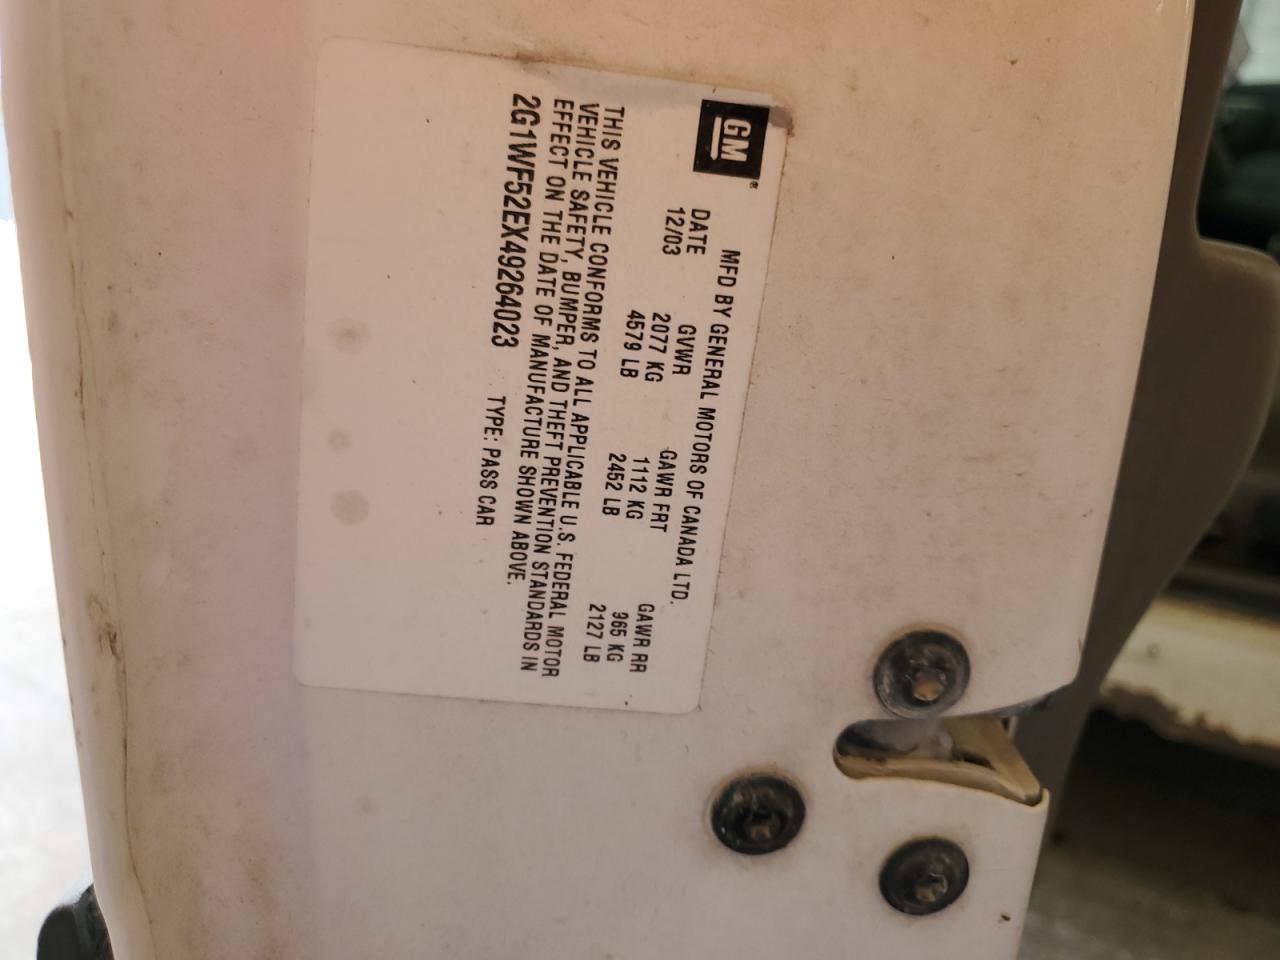 GM
MFD BY GENERAL MOTORS OF CANADA LTD.
DATE GVWR GAWR FRT GAWR RR
12/03 2077 KG 1112 KG 965 KG
4579 LB 2452 LB 2127 LB
THIS VEHICLE CONFORMS TO ALL APPLICABLE U.S. FEDERAL MOTOR
VEHICLE SAFETY, BUMPER, AND THEFT PREVENTION STANDARDS IN
EFFECT ON THE DATE OF MANUFACTURE SHOWN ABOVE.
2G1WF52EX49264023 TYPE: PASS CAR